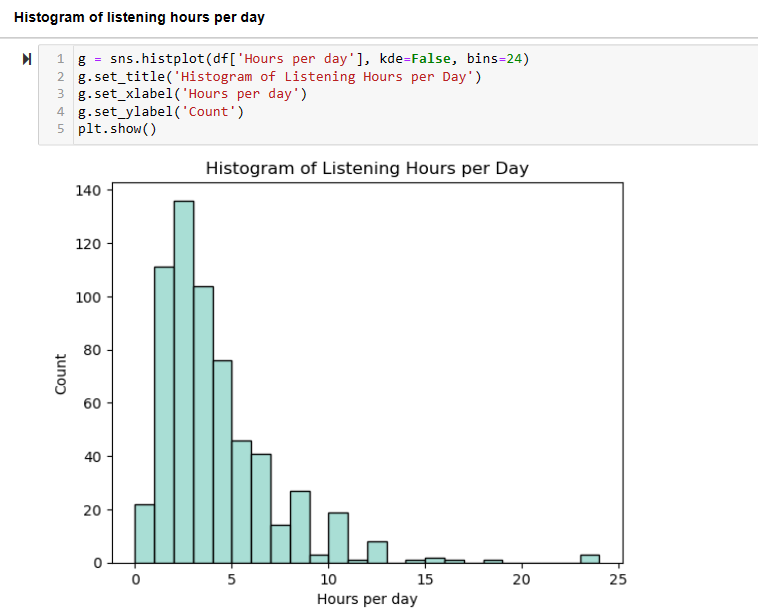 Histogram of listening hours per day
1 g = sns.histplot(df['Hours per day'], kde=False, bins=24)
2 g.set_title('Histogram of Listening Hours per Day')
3 g.set_xlabel('Hours per day')
4 g.set_ylabel('Count')
5 plt.show()
Histogram of Listening Hours per Day
140
120
100
80
60
40
20
0
Count
0 5 10 15 20 25
Hours per day